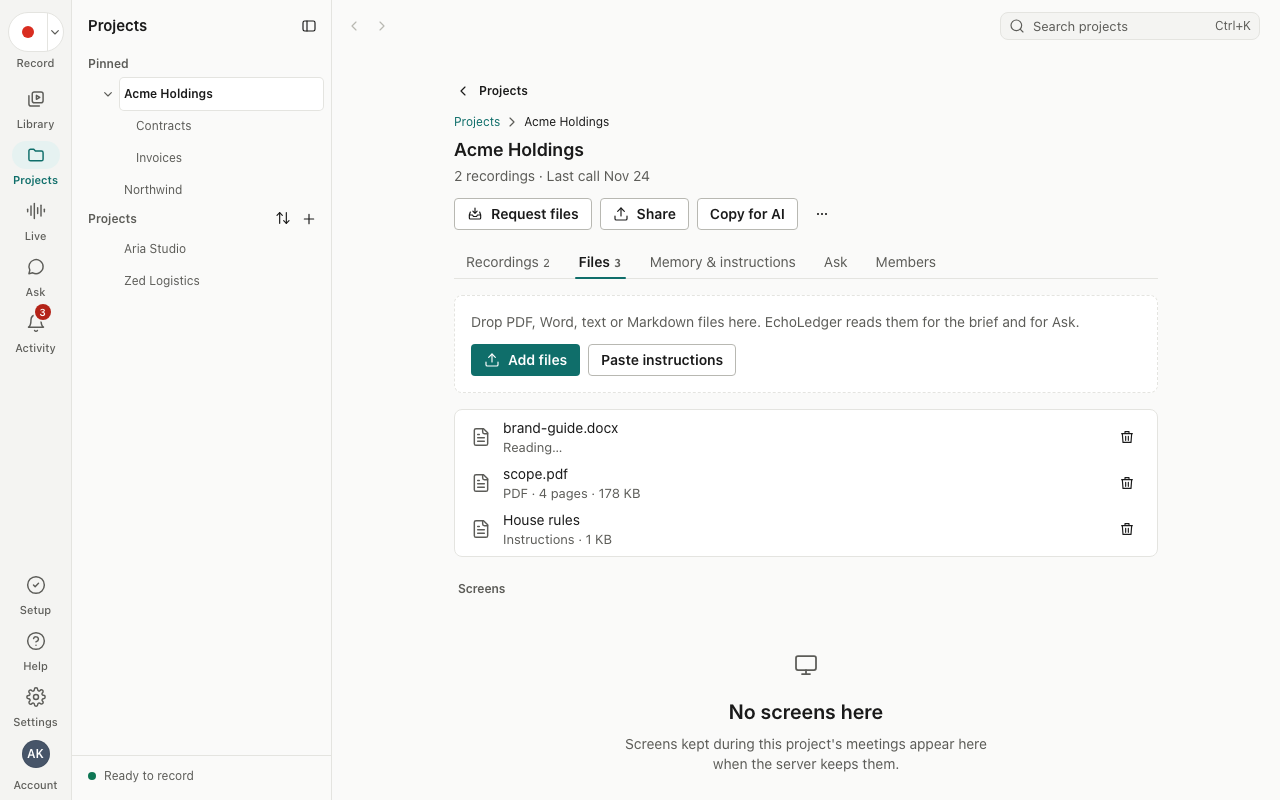 Record
Library
Projects
Live
Ask
3
Activity
Setup
Help
Settings
AK
Account
Projects
Pinned
Acme Holdings
Contracts
Invoices
Northwind
Projects
Aria Studio
Zed Logistics
Ready to record
Search projects Ctrl+K
Projects
Projects Acme Holdings
Acme Holdings
2 recordings · Last call Nov 24
Request files Share Copy for AI ···
Recordings 2 Files 3 Memory & instructions Ask Members
Drop PDF, Word, text or Markdown files here. EchoLedger reads them for the brief and for Ask.
Add files Paste instructions
brand-guide.docx
Reading…
scope.pdf
PDF · 4 pages · 178 KB
House rules
Instructions · 1 KB
Screens
No screens here
Screens kept during this project's meetings appear here
when the server keeps them.